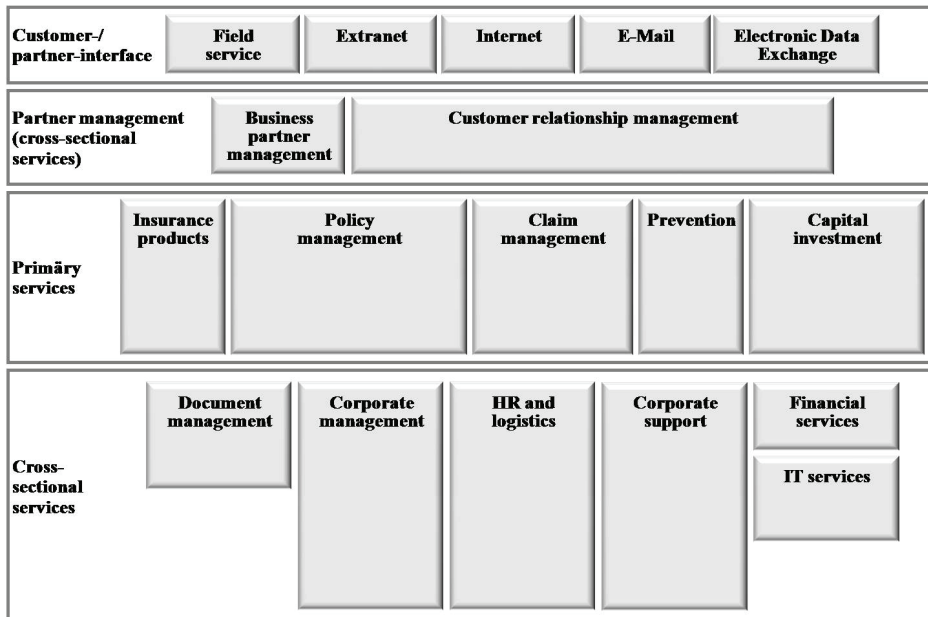 Customer-/
partner-interface
Field
service
Extranet
Internet
E-Mail
Electronic Data
Exchange
Partner management
(cross-sectional
services)
Business
partner
management
Customer relationship management
Primäry
services
Insurance
products
Policy
management
Claim
management
Prevention
Capital
investment
Cross-
sectional
services
Document
management
Corporate
management
HR and
logistics
Corporate
support
Financial
services
IT services